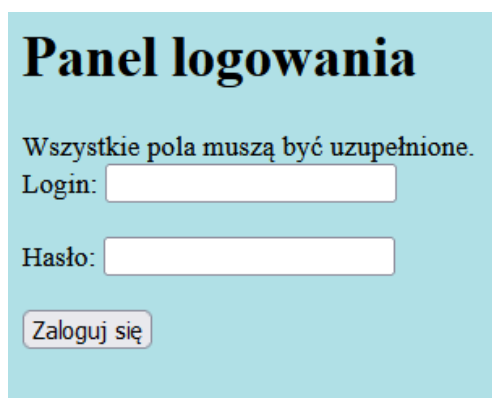 Panel logowania
Wszystkie pola muszą być uzupełnione.
Login:
Hasło:
Zaloguj się